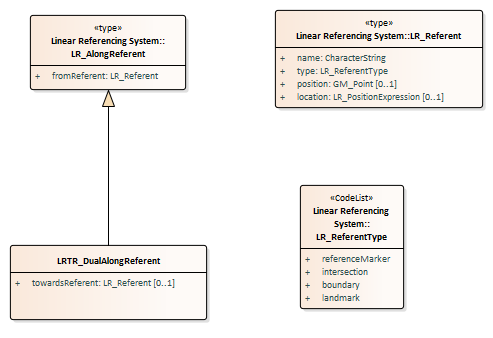 «type»
Linear Referencing System::
LR_AlongReferent
+ fromReferent: LR_Referent
«type»
Linear Referencing System::LR_Referent
+ name: CharacterString
+ type: LR_ReferentType
+ position: GM_Point [0..1]
+ location: LR_PositionExpression [0..1]
«CodeList»
Linear Referencing
System::
LR_ReferentType
+ referenceMarker
+ intersection
+ boundary
+ landmark
LRTR_DualAlongReferent
+ towardsReferent: LR_Referent [0..1]